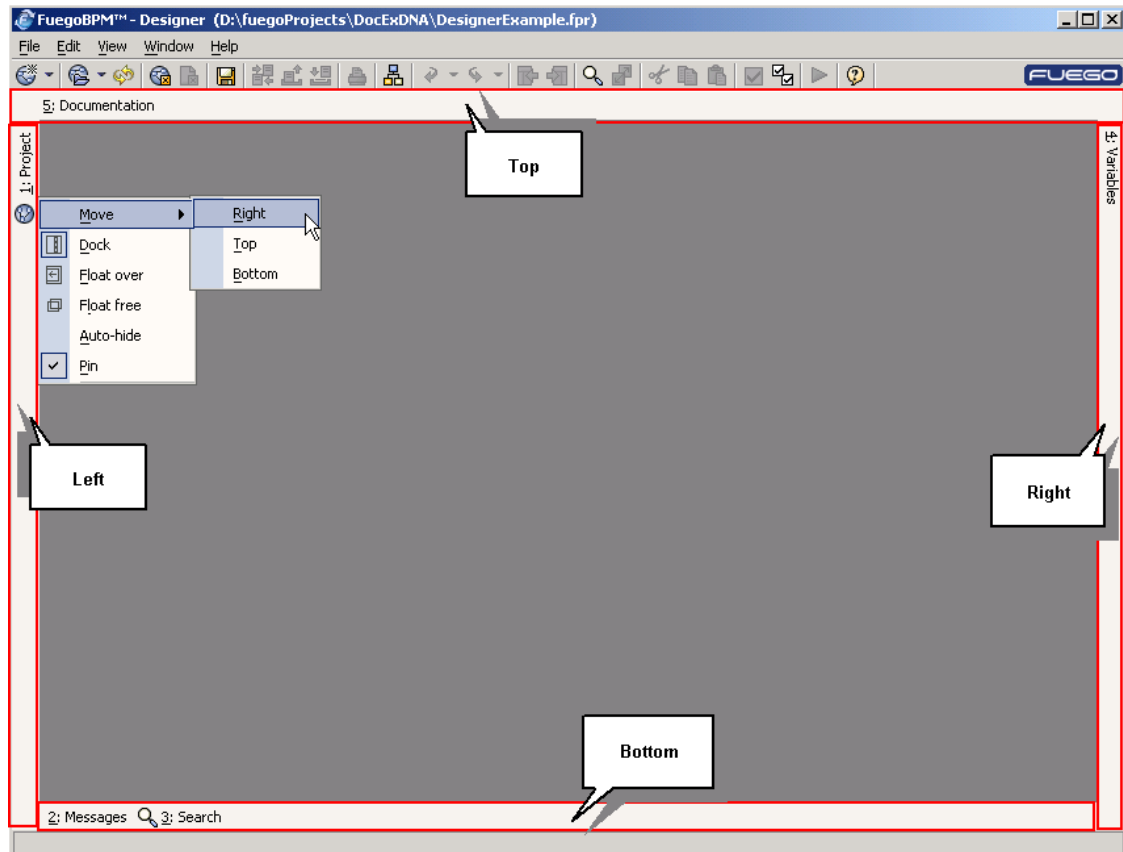 FuegoBPM™ - Designer (D:\fuegoProjects\DocExDNA\DesignerExample.fpr)
File Edit View Window Help
FUEGO
5: Documentation
Top
1: Project
4: Variables
Move
Right
Dock
Top
Float over
Bottom
Float free
Auto-hide
Pin
Left
Right
Bottom
2: Messages 3: Search